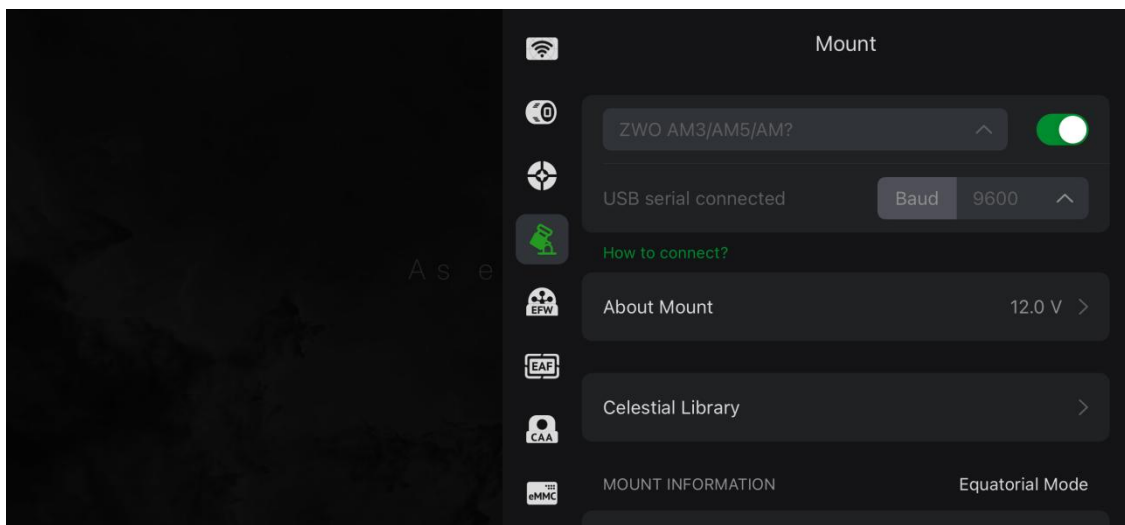 Mount
ZWO AM3/AM5/AM?
USB serial connected Baud 9600
How to connect?
As e
EFW
About Mount 12.0 V
EAF
Celestial Library
CAA
eMMC
MOUNT INFORMATION Equatorial Mode